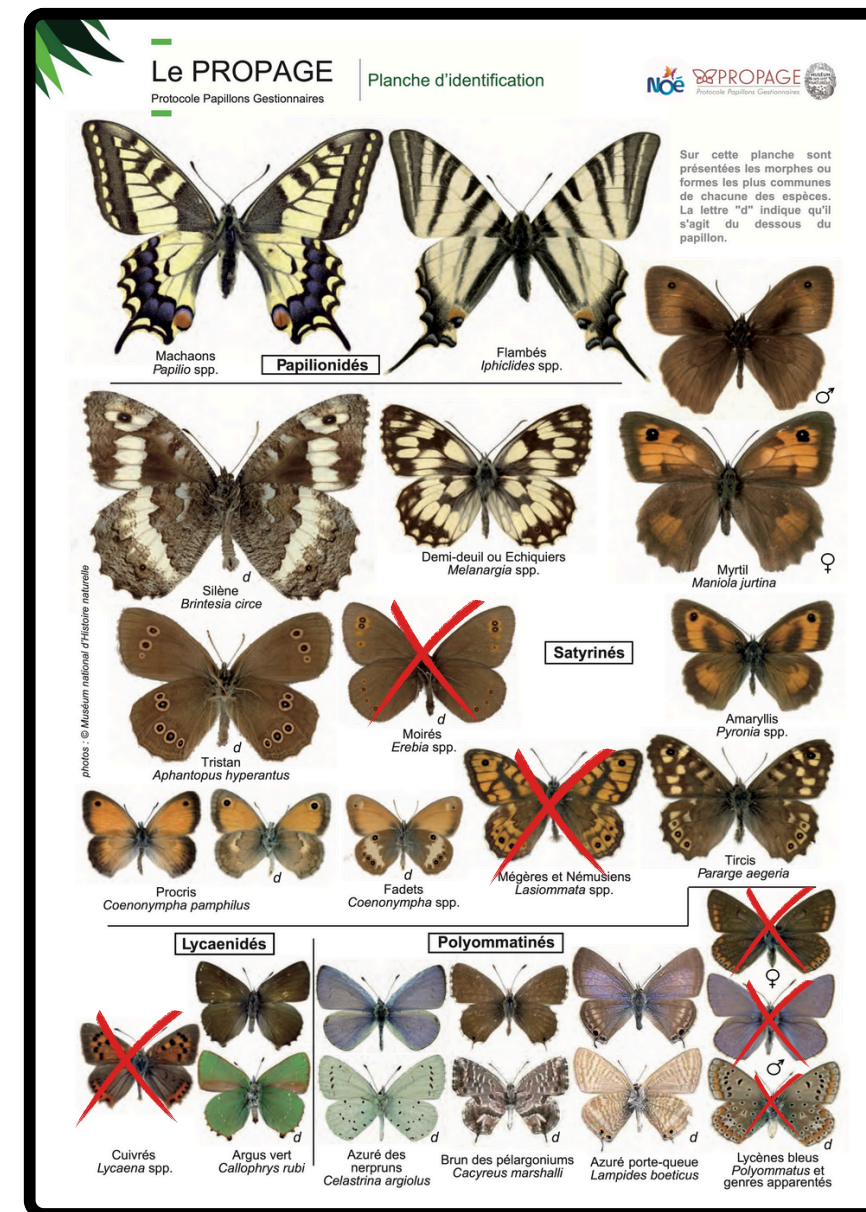 Le PROPAGE
Protocole Papillons Gestionnaires
Planche d'identification
Noé
PROPAGE
Protocole Papillons Gestionnaires
Sur cette planche sont
présentées les morphes ou
formes les plus communes
de chacune des espèces.
La lettre "d" indique qu'il
s'agit du dessous du
papillon.
Machaons
Papilio spp.
Papilionidés
Flambés
Iphiclides spp.
♂
d
Silène
Brintesia circe
Demi-deuil ou Echiquiers
Melanargia spp.
Myrtil
Maniola jurtina
♀
photos : © Muséum national d'Histoire naturelle
d
Tristan
Aphantopus hyperantus
d
Moirés
Erebia spp.
Satyrinés
Amaryllis
Pyronia spp.
d
Procris
Coenonympha pamphilus
d
Fadets
Coenonympha spp.
Mégères et Némusiens
Lasiommata spp.
Tircis
Pararge aegeria
Lycaenidés
Polyommatinés
♀
♂
Cuivrés
Lycaena spp.
d
Argus vert
Callophrys rubi
d
Azuré des
nerpruns
Celastrina argiolus
d
Brun des pélargoniums
Cacyreus marshalli
d
Azuré porte-queue
Lampides boeticus
d
Lycènes bleus
Polyommatus et
genres apparentés